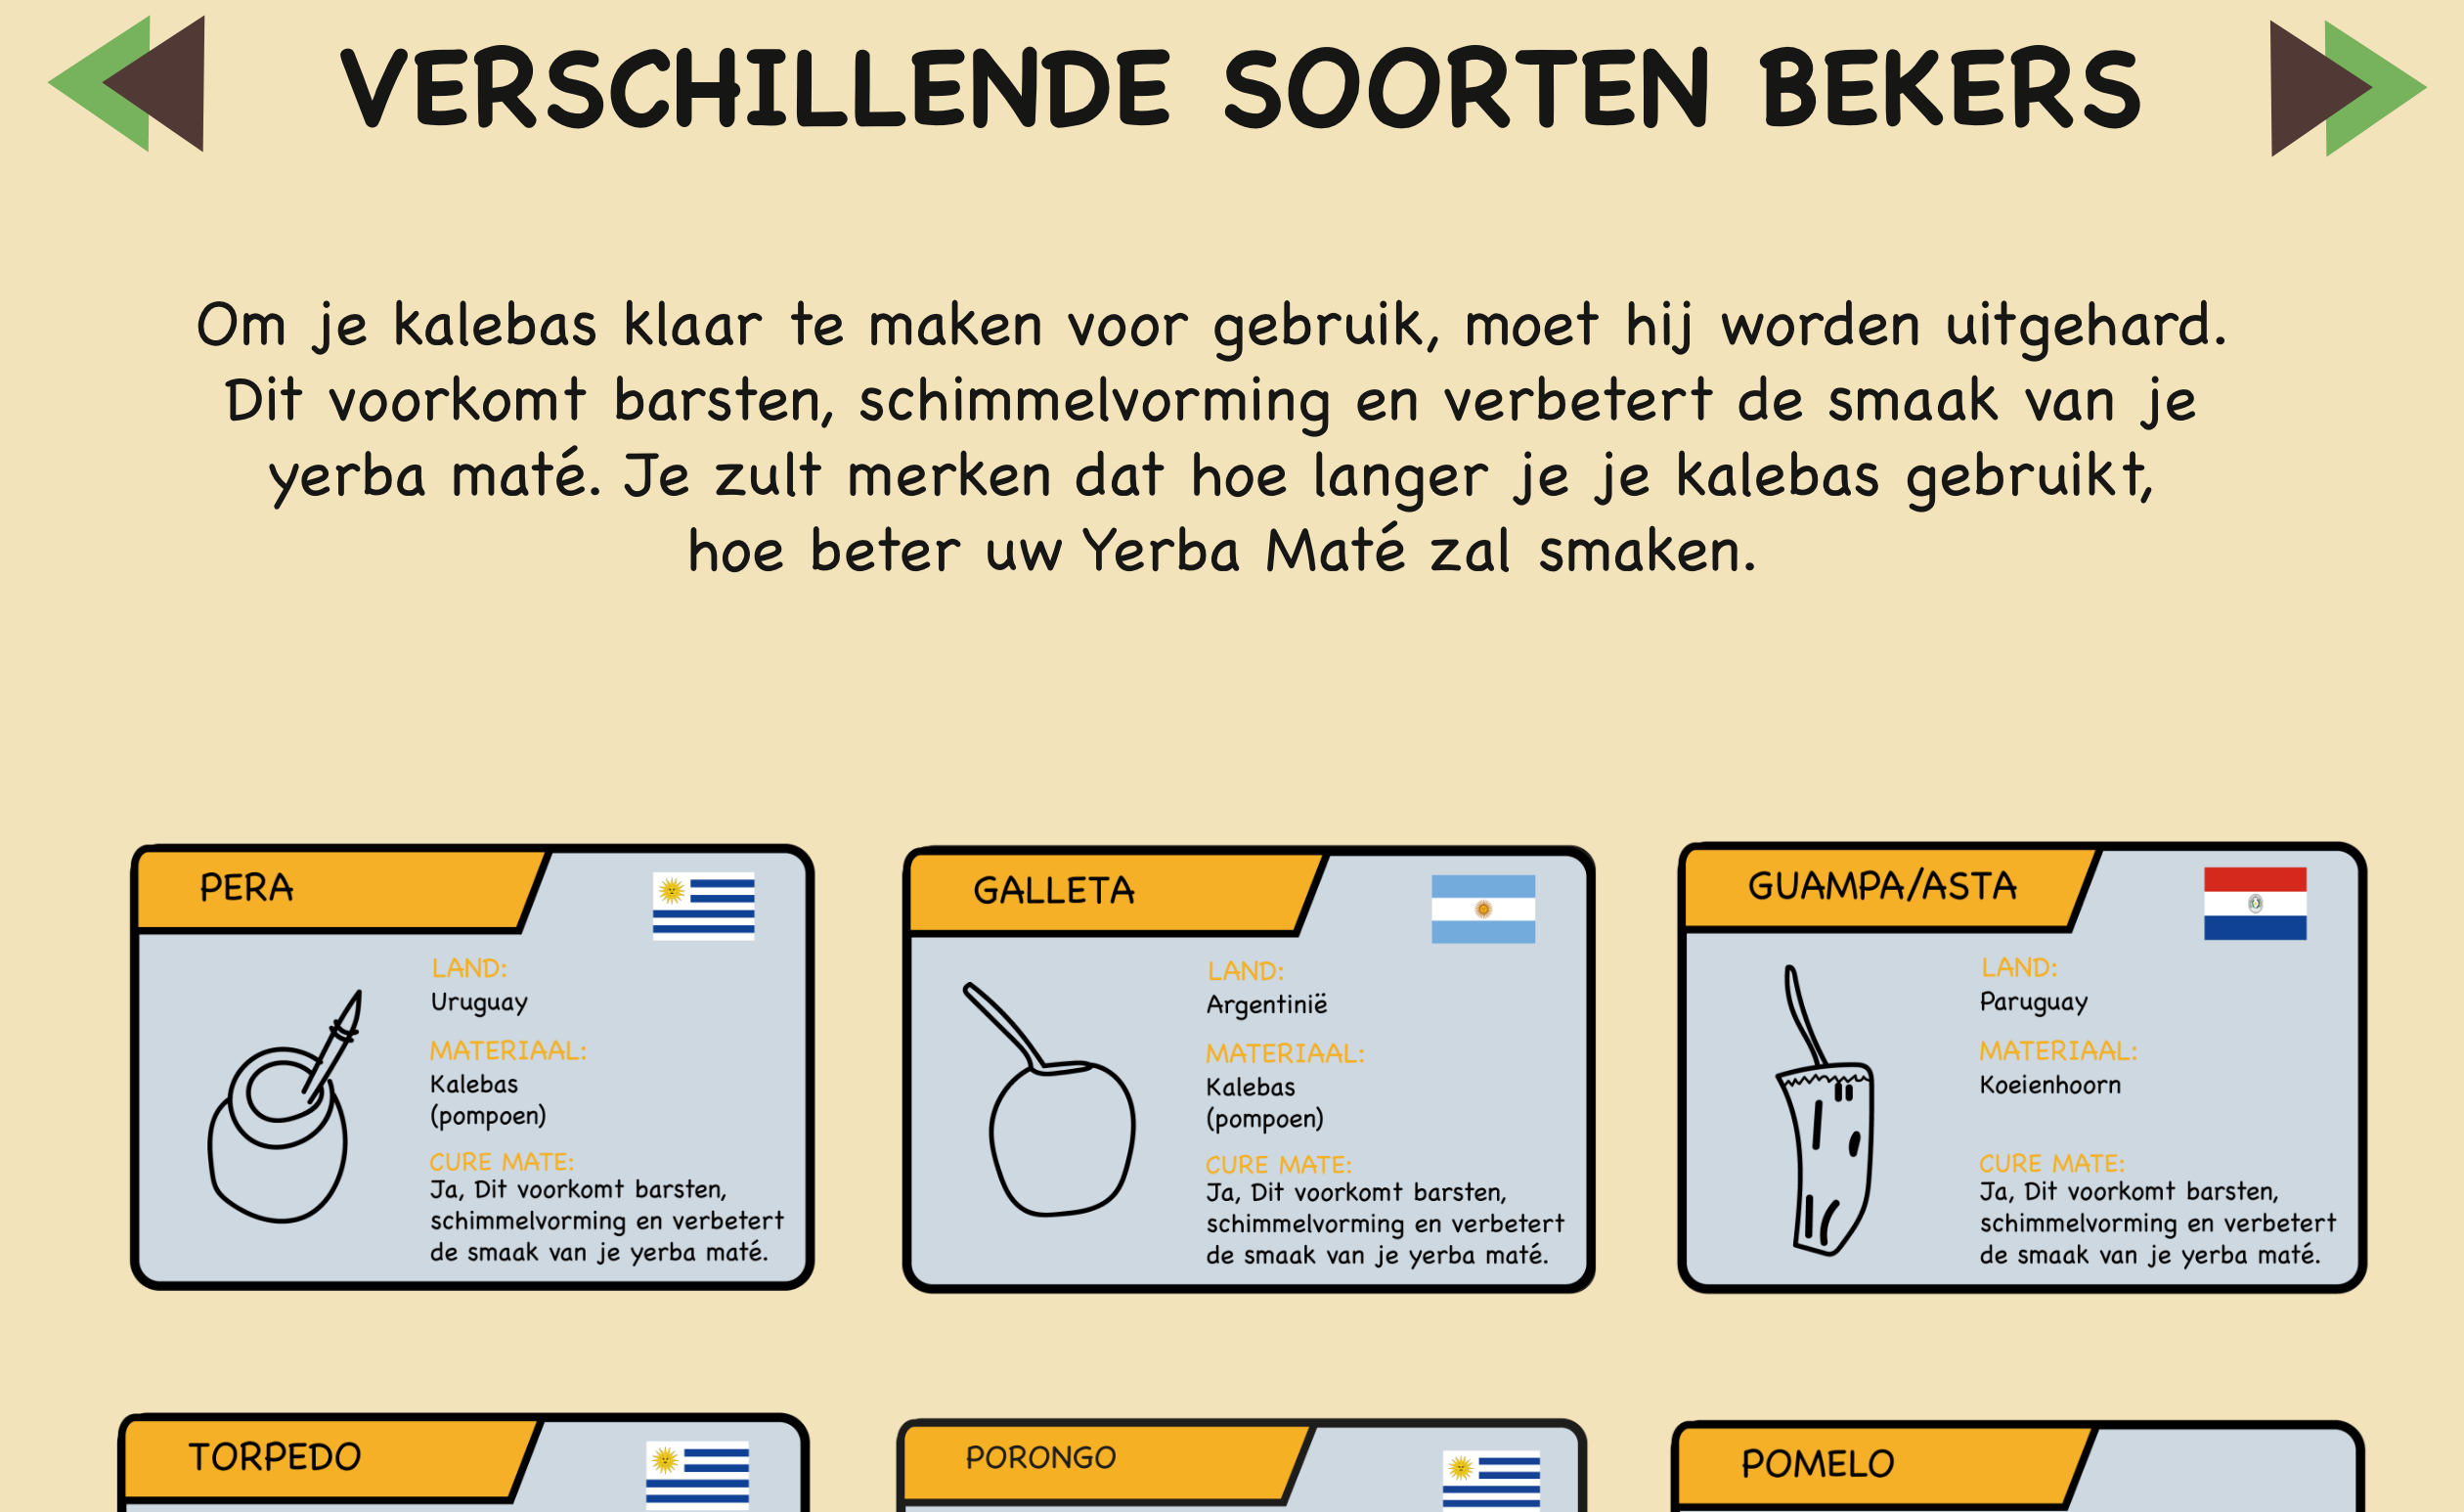 VERSCHILLENDE SOORTEN BEKERS
Om je kalebas klaar te maken voor gebruik, moet hij worden uitgehard.
Dit voorkomt barsten, schimmelvorming en verbetert de smaak van je
yerba maté. Je zult merken dat hoe langer je je kalebas gebruikt,
hoe beter uw Yerba Maté zal smaken.
PERA
LAND:
Uruguay
MATERIAAL:
Kalebas
(pompoen)
CURE MATE:
Ja, Dit voorkomt barsten,
schimmelvorming en verbetert
de smaak van je yerba maté.
GALLETA
LAND:
Argentinië
MATERIAAL:
Kalebas
(pompoen)
CURE MATE:
Ja, Dit voorkomt barsten,
schimmelvorming en verbetert
de smaak van je yerba maté.
GUAMPA/ASTA
LAND:
Paruguay
MATERIAAL:
Koeienhoorn
CURE MATE:
Ja, Dit voorkomt barsten,
schimmelvorming en verbetert
de smaak van je yerba maté.
TORPEDO
PORONGO
POMELO